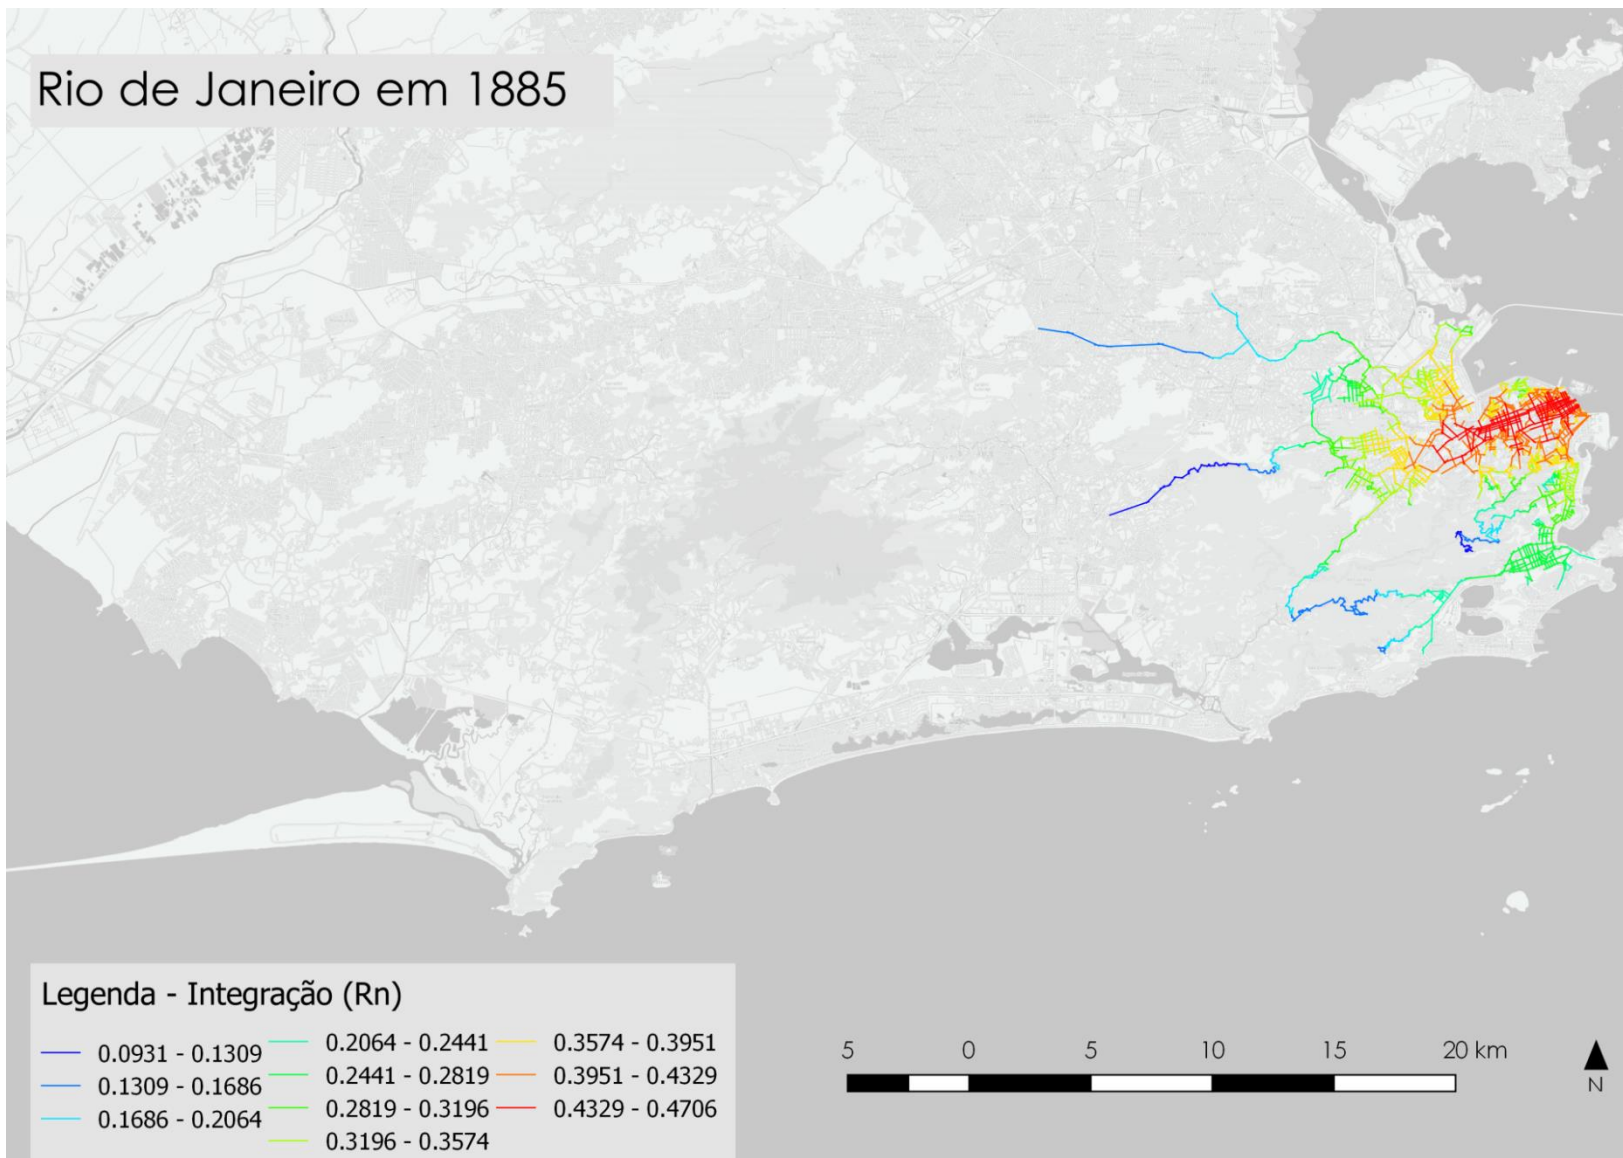 Rio de Janeiro em 1885
Legenda - Integração (Rn)
0.0931 - 0.1309
0.1309 - 0.1686
0.1686 - 0.2064
0.2064 - 0.2441
0.2441 - 0.2819
0.2819 - 0.3196
0.3196 - 0.3574
0.3574 - 0.3951
0.3951 - 0.4329
0.4329 - 0.4706
5 0 5 10 15 20 km
N